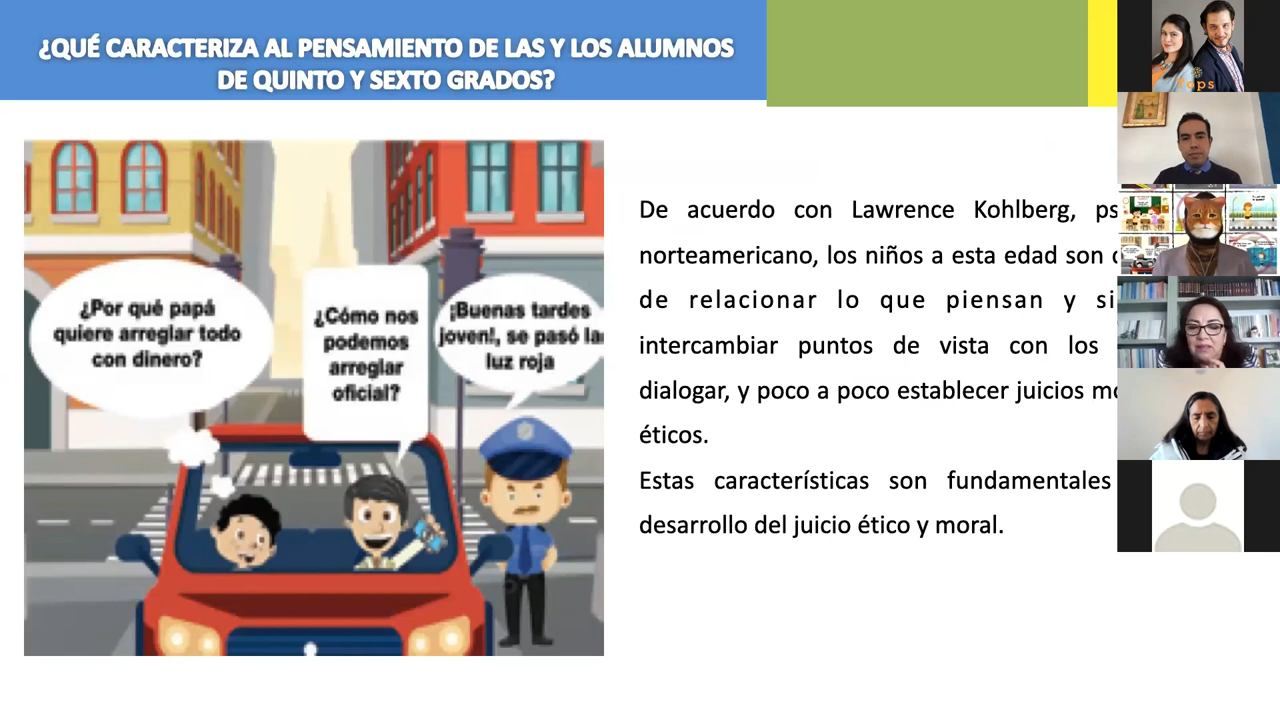 ¿QUÉ CARACTERIZA AL PENSAMIENTO DE LAS Y LOS ALUMNOS
DE QUINTO Y SEXTO GRADOS?
¿Por qué papá
quiere arreglar todo
con dinero?
¿Cómo nos
podemos
arreglar
oficial?
¡Buenas tardes
joven!, se pasó la
luz roja
De acuerdo con Lawrence Kohlberg,
norteamericano, los niños a esta edad son
de relacionar lo que piensan y
intercambiar puntos de vista con los
dialogar, y poco a poco establecer juicios
éticos.
Estas características son fundamentales
desarrollo del juicio ético y moral.
Tops